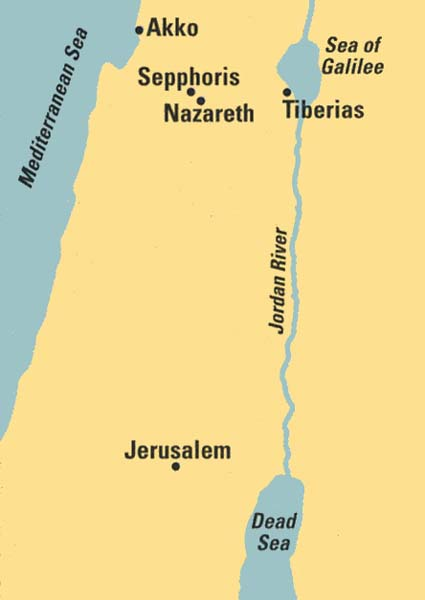 Akko
Mediterranean Sea
Sea of
Galilee
Sepphoris
Nazareth
Tiberias
Jordan River
Jerusalem
Dead
Sea